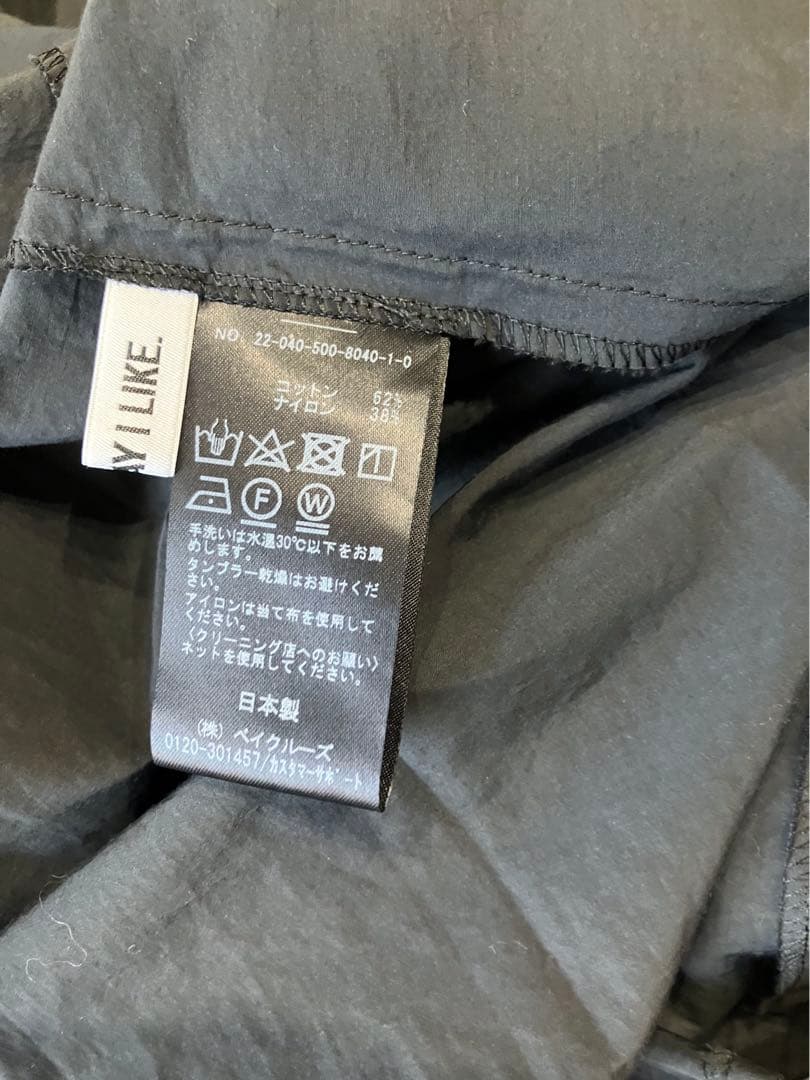 Y I LIKE.
NO. 22-040-500-8040-1-0
コットン 62%
ナイロン 38%
F W
手洗いは水温30℃以下をお薦
めします。
タンブラー乾燥はお避けくだ
さい。
アイロンは当て布を使用して
ください。
〈クリーニング店へのお願い〉
ネットを使用してください。
日本製
(株) ベイクルーズ
0120-301457/カスタマーサポート